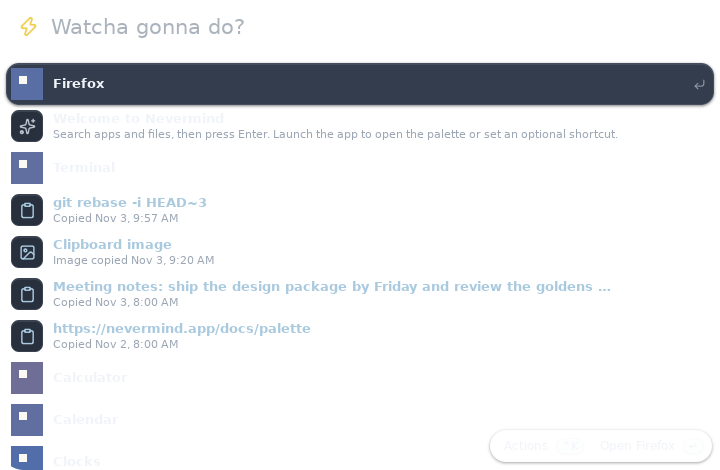 Watcha gonna do?
Firefox
Welcome to Nevermind
Search apps and files, then press Enter. Launch the app to open the palette or set an optional shortcut.
Terminal
git rebase -i HEAD~3
Copied Nov 3, 9:57 AM
Clipboard image
Image copied Nov 3, 9:20 AM
Meeting notes: ship the design package by Friday and review the goldens ...
Copied Nov 3, 8:00 AM
https://nevermind.app/docs/palette
Copied Nov 2, 8:00 AM
Calculator
Calendar
Actions ⌃K Open Firefox ↵
Clocks